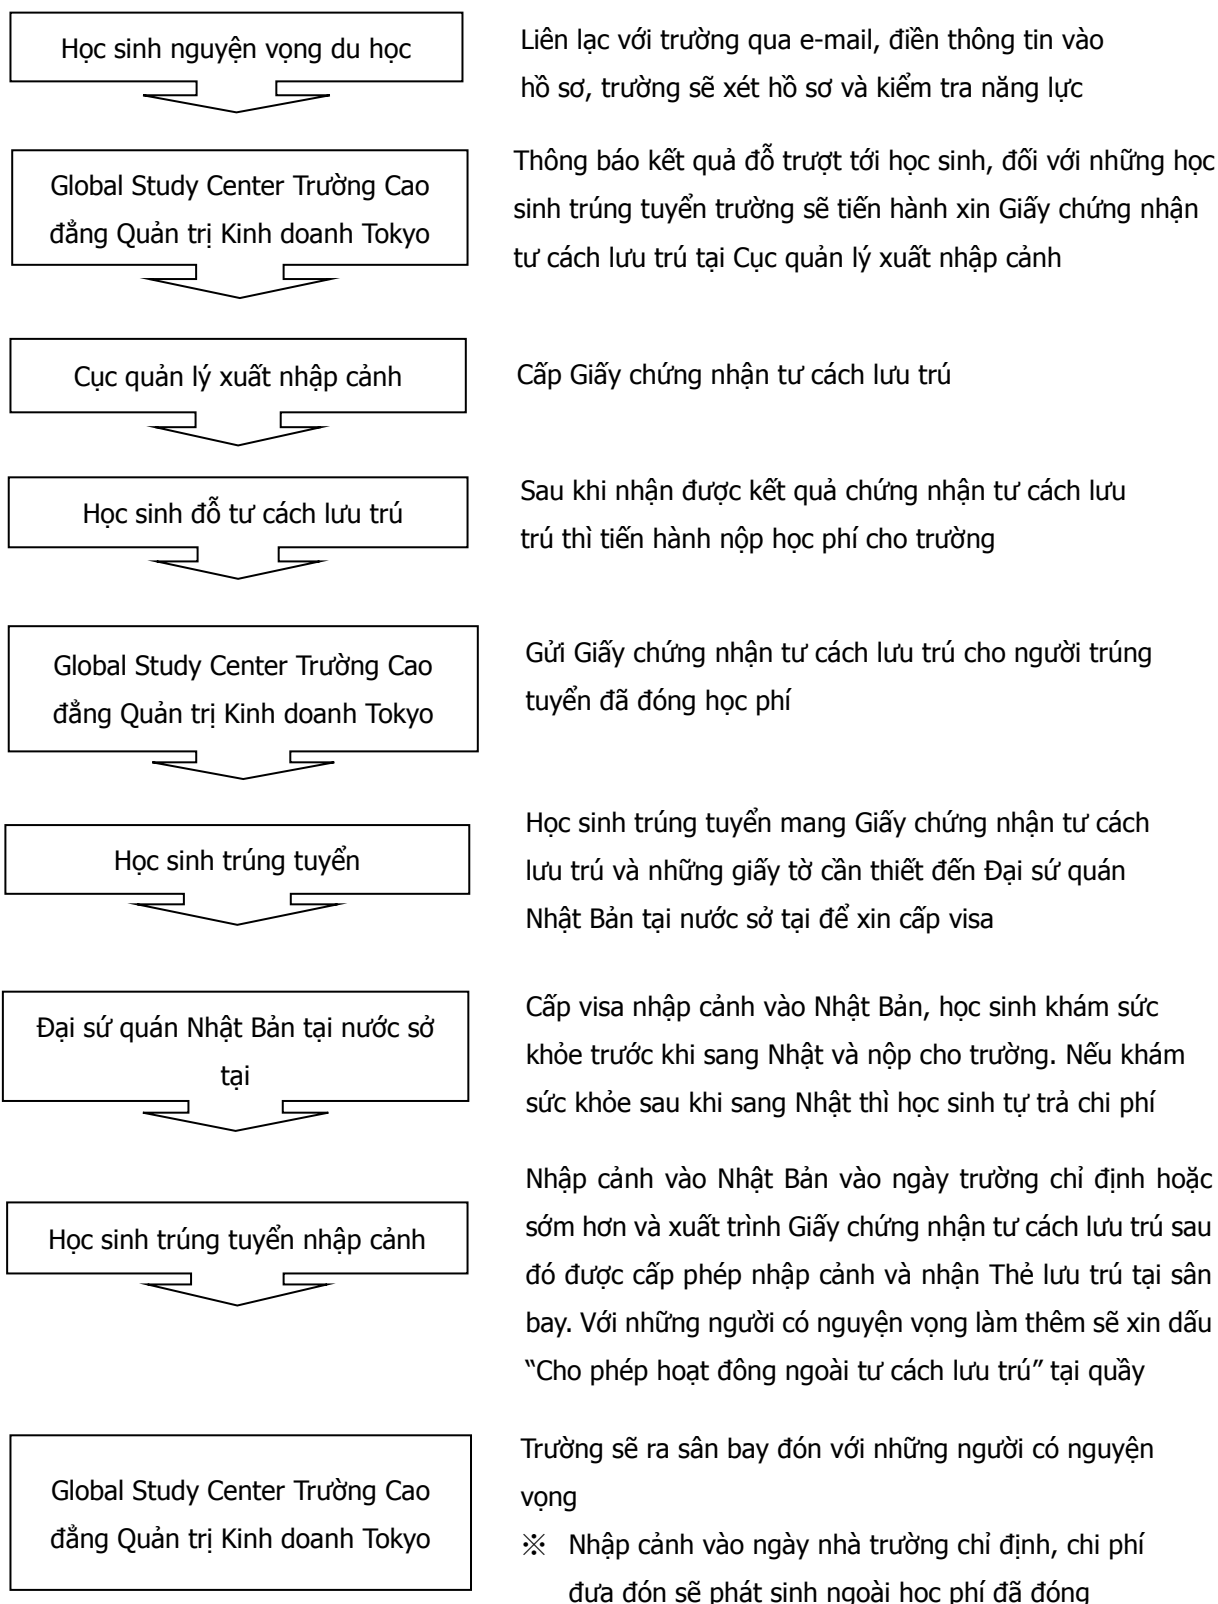 Học sinh nguyện vọng du học
Liên lạc với trường qua e-mail, điền thông tin vào
hồ sơ, trường sẽ xét hồ sơ và kiểm tra năng lực
Global Study Center Trường Cao
đẳng Quản trị Kinh doanh Tokyo
Thông báo kết quả đỗ trượt tới học sinh, đối với những học
sinh trúng tuyển trường sẽ tiến hành xin Giấy chứng nhận
tư cách lưu trú tại Cục quản lý xuất nhập cảnh
Cục quản lý xuất nhập cảnh
Cấp Giấy chứng nhận tư cách lưu trú
Học sinh đỗ tư cách lưu trú
Sau khi nhận được kết quả chứng nhận tư cách lưu
trú thì tiến hành nộp học phí cho trường
Global Study Center Trường Cao
đẳng Quản trị Kinh doanh Tokyo
Gửi Giấy chứng nhận tư cách lưu trú cho người trúng
tuyển đã đóng học phí
Học sinh trúng tuyển
Học sinh trúng tuyển mang Giấy chứng nhận tư cách
lưu trú và những giấy tờ cần thiết đến Đại sứ quán
Nhật Bản tại nước sở tại để xin cấp visa
Đại sứ quán Nhật Bản tại nước sở
tại
Cấp visa nhập cảnh vào Nhật Bản, học sinh khám sức
khỏe trước khi sang Nhật và nộp cho trường. Nếu khám
sức khỏe sau khi sang Nhật thì học sinh tự trả chi phí
Học sinh trúng tuyển nhập cảnh
Nhập cảnh vào Nhật Bản vào ngày trường chỉ định hoặc
sớm hơn và xuất trình Giấy chứng nhận tư cách lưu trú sau
đó được cấp phép nhập cảnh và nhận Thẻ lưu trú tại sân
bay. Với những người có nguyện vọng làm thêm sẽ xin dấu
“Cho phép hoạt đông ngoài tư cách lưu trú” tại quầy
Global Study Center Trường Cao
đẳng Quản trị Kinh doanh Tokyo
Trường sẽ ra sân bay đón với những người có nguyện
vọng
※ Nhập cảnh vào ngày nhà trường chỉ định, chi phí
đưa đón sẽ phát sinh ngoài học phí đã đóng